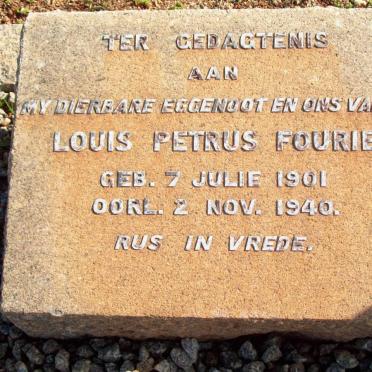 TER GEDAGTENIS
AAN
MY DIERBARE EGGENOOT EN ONS VA
LOUIS PETRUS FOURIE
GEB. 7 JULIE 1901
OORL. 2 NOV. 1940.
RUS IN VREDE.